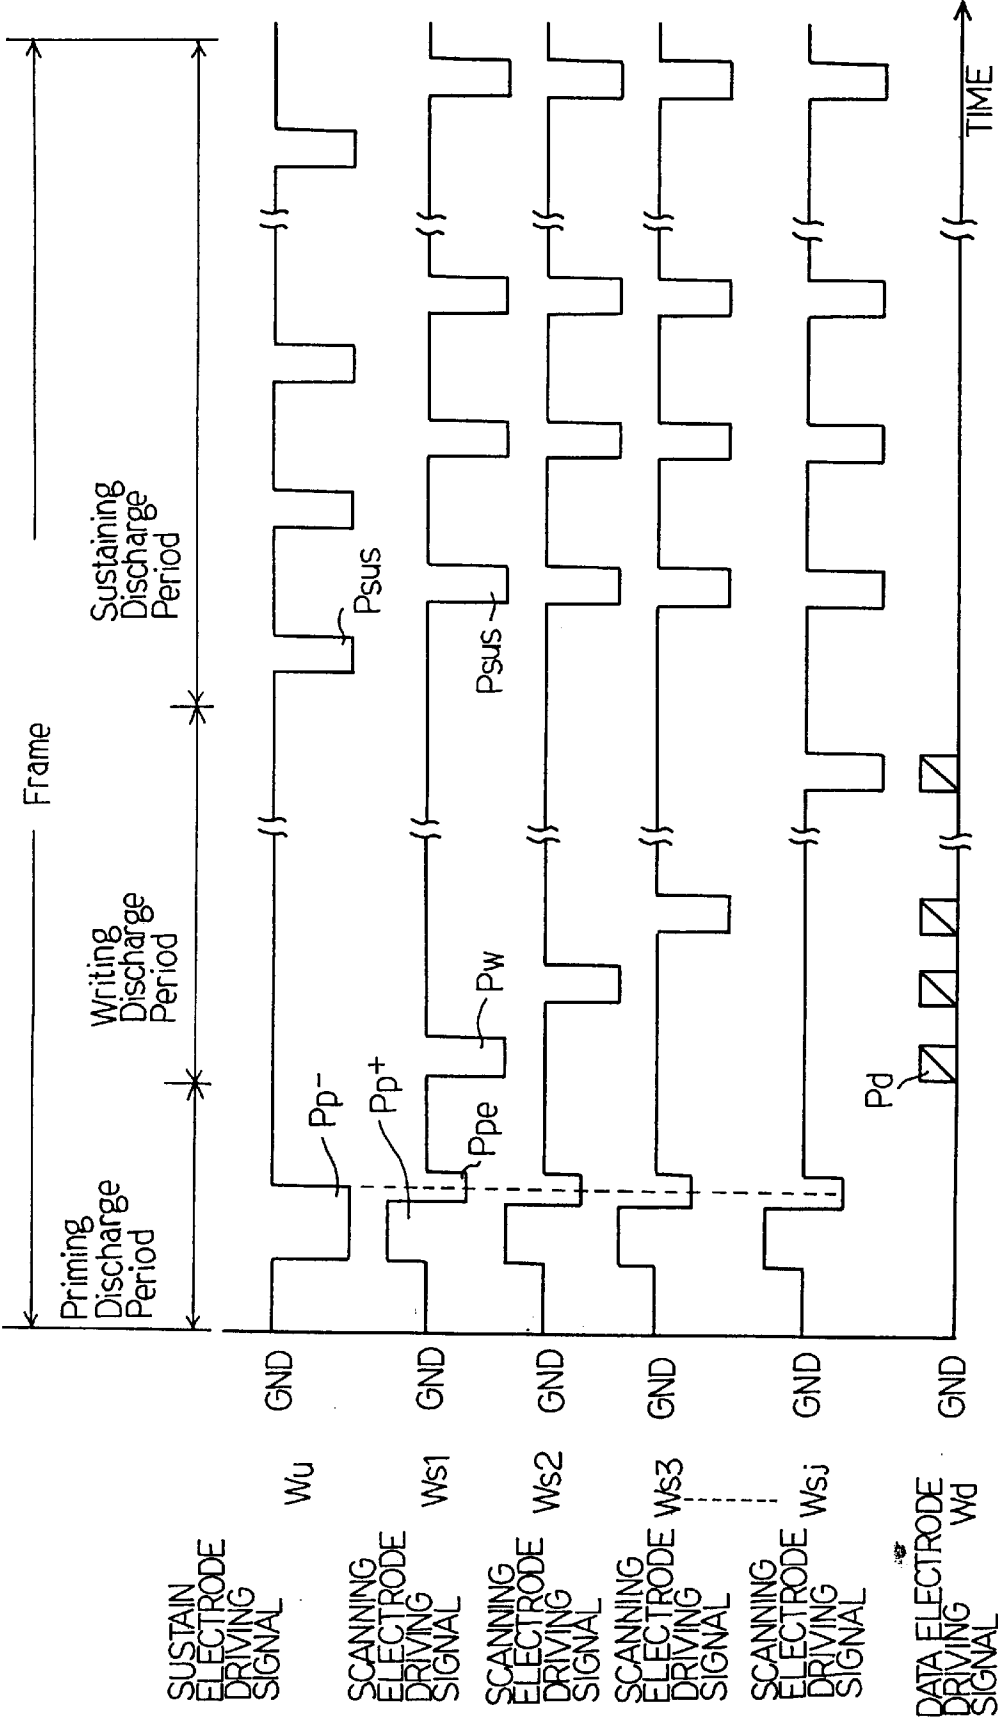 Frame
Priming
Discharge
Period
Writing
Discharge
Period
Sustaining
Discharge
Period
SUSTAIN
ELECTRODE
DRIVING
SIGNAL
Wu
GND
Pp-
Psus
SCANNING
ELECTRODE
DRIVING
SIGNAL
Ws1
GND
Pp+
Ppe
Pw
Psus
SCANNING
ELECTRODE
DRIVING
SIGNAL
Ws2
GND
SCANNING
ELECTRODE
DRIVING
SIGNAL
Ws3
GND
SCANNING
ELECTRODE
DRIVING
SIGNAL
Wsj
GND
DATA ELECTRODE
DRIVING Wd
SIGNAL
GND
Pd
TIME